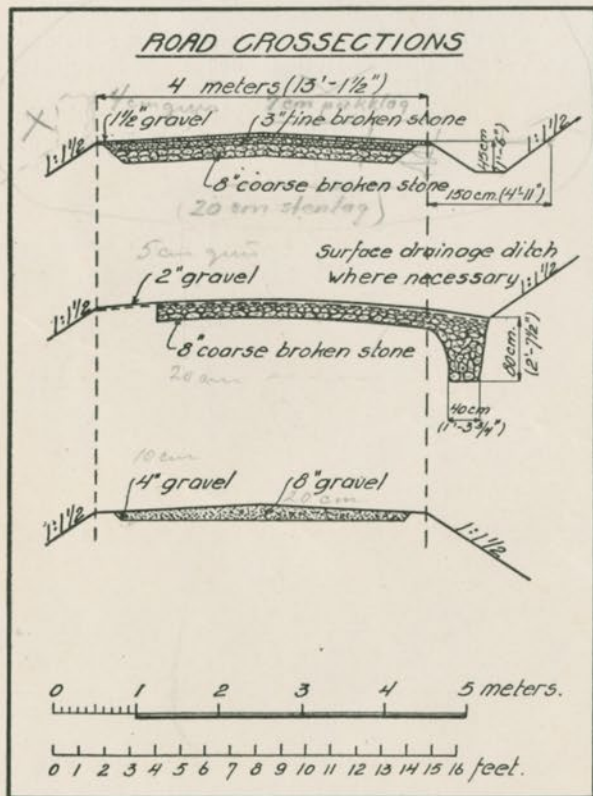 ROAD CROSSECTIONS
4 meters (13'-1½")
1½" gravel
3" fine broken stone
8" coarse broken stone
(20 cm stenlag)
1:1½
1:1½
45cm
(1'-6")
150 cm. (4'-11")
5 cm grus
Surface drainage ditch
where necessary
2" gravel
8" coarse broken stone
20 cm
1:1½
1:1½
80cm.
(2'-7½")
40cm
(1'-3¾")
10 cm
4" gravel
8" gravel
20 cm
1:1½
1:1½
0 1 2 3 4 5 meters.
0 1 2 3 4 5 6 7 8 9 10 11 12 13 14 15 16 feet.